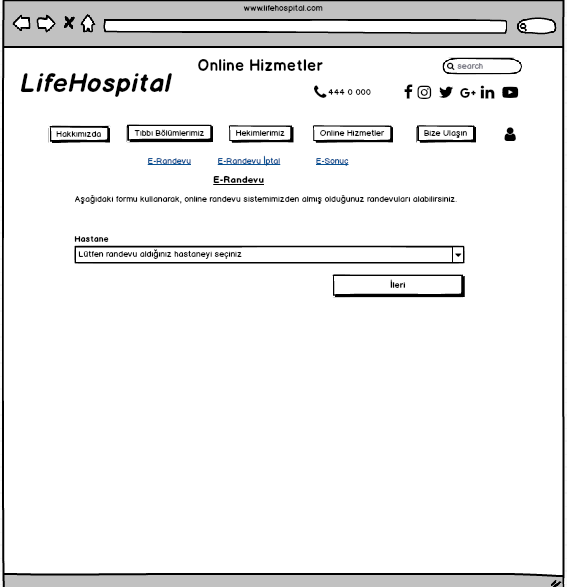 www.lifehospital.com
Online Hizmetler
search
LifeHospital
444 0 000
Hakkımızda Tıbbı Bölümlerimiz Hekimlerimiz Online Hizmetler Bize Ulaşın
E-Randevu E-Randevu İptal E-Sonuç
E-Randevu
Aşağıdaki formu kullanarak, online randevu sistemimizden almış olduğunuz randevuları alabilirsiniz.
Hastane
Lütfen randevu aldığınız hastaneyi seçiniz
İleri